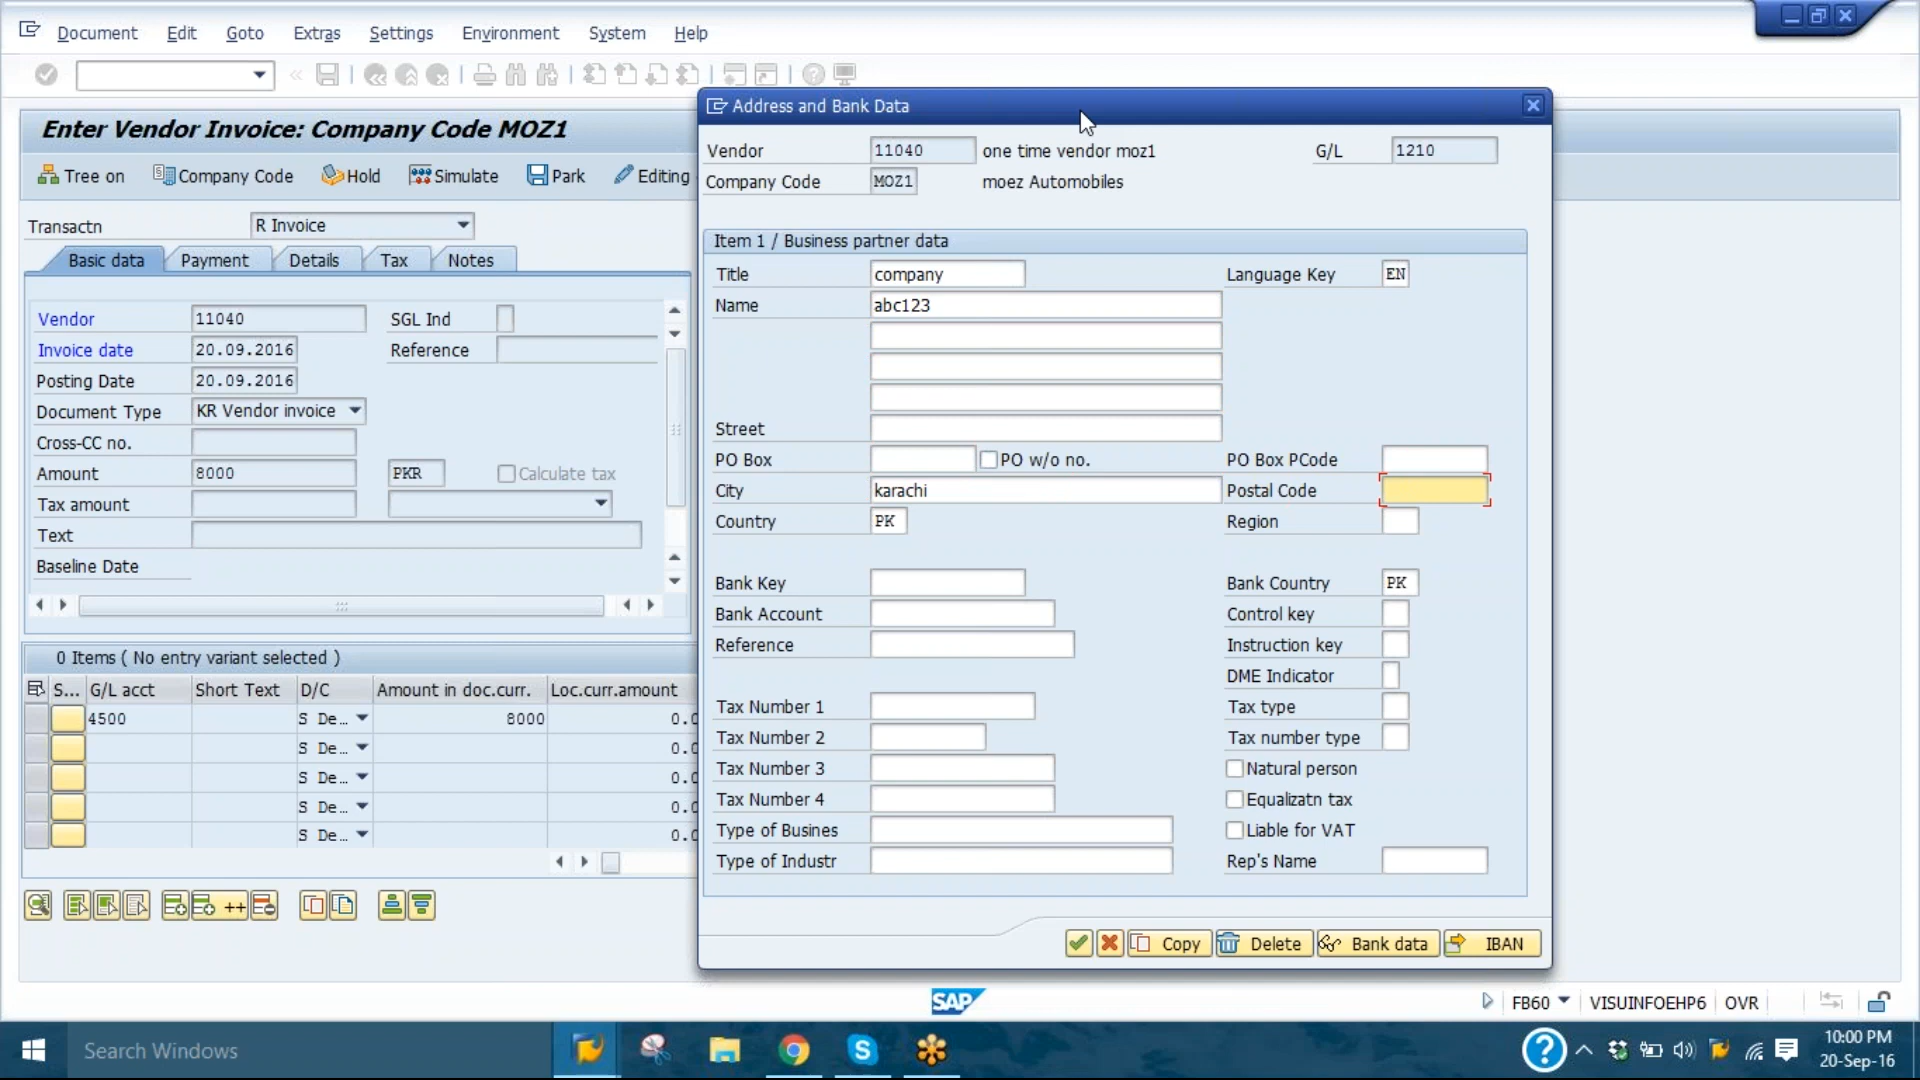 Document Edit Goto Extras Settings Environment System Help
Enter Vendor Invoice: Company Code MOZ1
Tree on Company Code Hold Simulate Park Editing
Transactn R Invoice
Basic data Payment Details Tax Notes
Vendor 11040 SGL Ind
Invoice date 20.09.2016 Reference
Posting Date 20.09.2016
Document Type KR Vendor invoice
Cross-CC no.
Amount 8000 PKR Calculate tax
Tax amount
Text
Baseline Date
0 Items ( No entry variant selected )
S... G/L acct Short Text D/C Amount in doc.curr. Loc.curr.amount
4500 S De... 8000 0.0
S De... 0.0
S De... 0.0
S De... 0.0
S De... 0.0
++
Address and Bank Data
Vendor 11040 one time vendor moz1 G/L 1210
Company Code MOZ1 moez Automobiles
Item 1 / Business partner data
Title company Language Key EN
Name abc123
Street
PO Box PO w/o no. PO Box PCode
City karachi Postal Code
Country PK Region
Bank Key Bank Country PK
Bank Account Control key
Reference Instruction key
DME Indicator
Tax Number 1 Tax type
Tax Number 2 Tax number type
Tax Number 3 Natural person
Tax Number 4 Equalizatn tax
Type of Busines Liable for VAT
Type of Industr Rep's Name
Copy Delete Bank data IBAN
SAP FB60 VISUINFOEHP6 OVR
Search Windows
10:00 PM
20-Sep-16